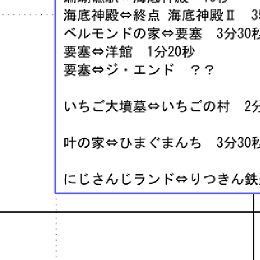 海底神殿⇔終点 海底神殿Ⅱ
ベルモンドの家⇔要塞 3分30秒
要塞⇔洋館 1分20秒
要塞⇔ジ・エンド ？？
いちご大墳墓⇔いちごの村 2分
叶の家⇔ひまぐまんち 3分30秒
にじさんじランド⇔りつきん鉄